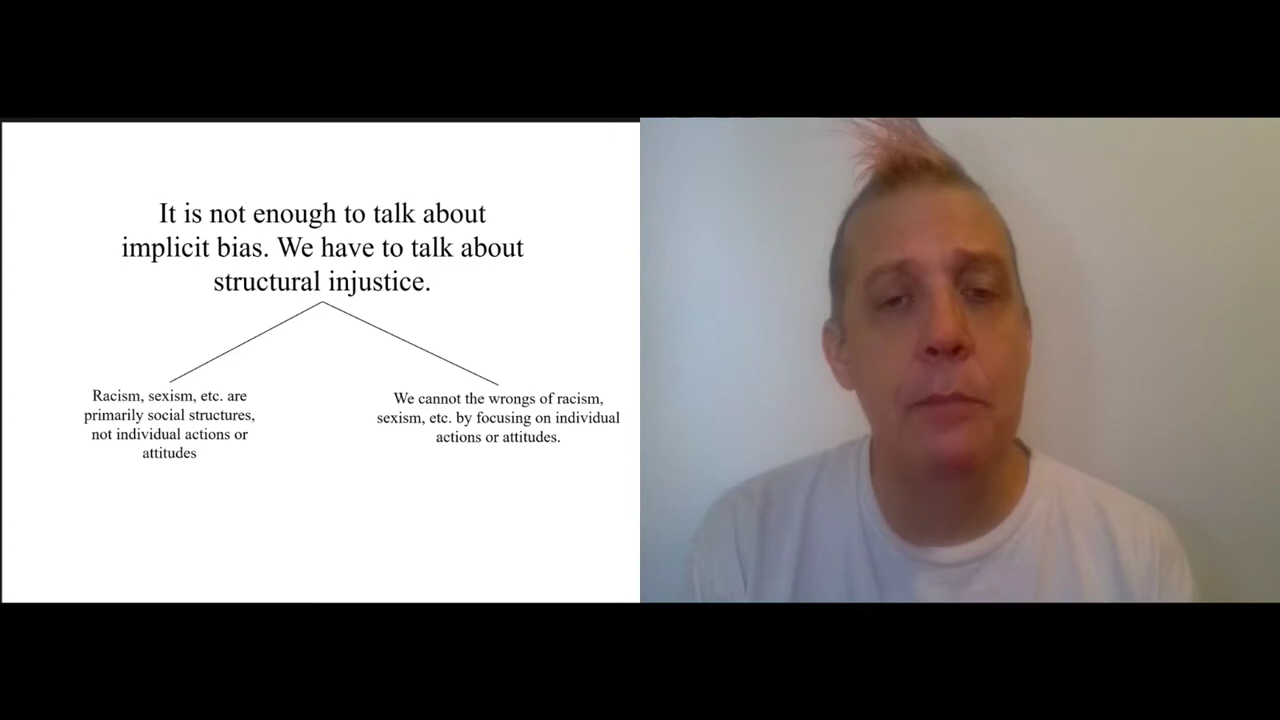 It is not enough to talk about
implicit bias. We have to talk about
structural injustice.
Racism, sexism, etc. are
primarily social structures,
not individual actions or
attitudes
We cannot the wrongs of racism,
sexism, etc. by focusing on individual
actions or attitudes.